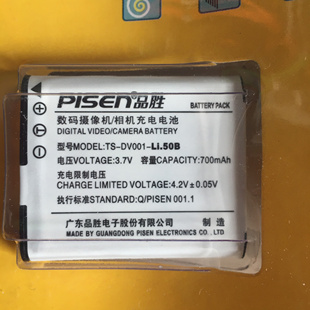 PISEN品胜
BATTERY PACK
数码摄像机/相机充电电池
DIGITAL VIDEO/CAMERA BATTERY
型号MODEL:TS-DV001-Li.50B
电压VOLTAGE:3.7V 容量CAPACITY:700mAh
充电限制电压
CHARGE LIMITED VOLTAGE:4.2V±0.05V
执行标准STANDARD:Q/PISEN 001.1
广东品胜电子股份有限公司 制造
MADE BY GUANGDONG PISEN ELECTRONICS CO.,LTD.